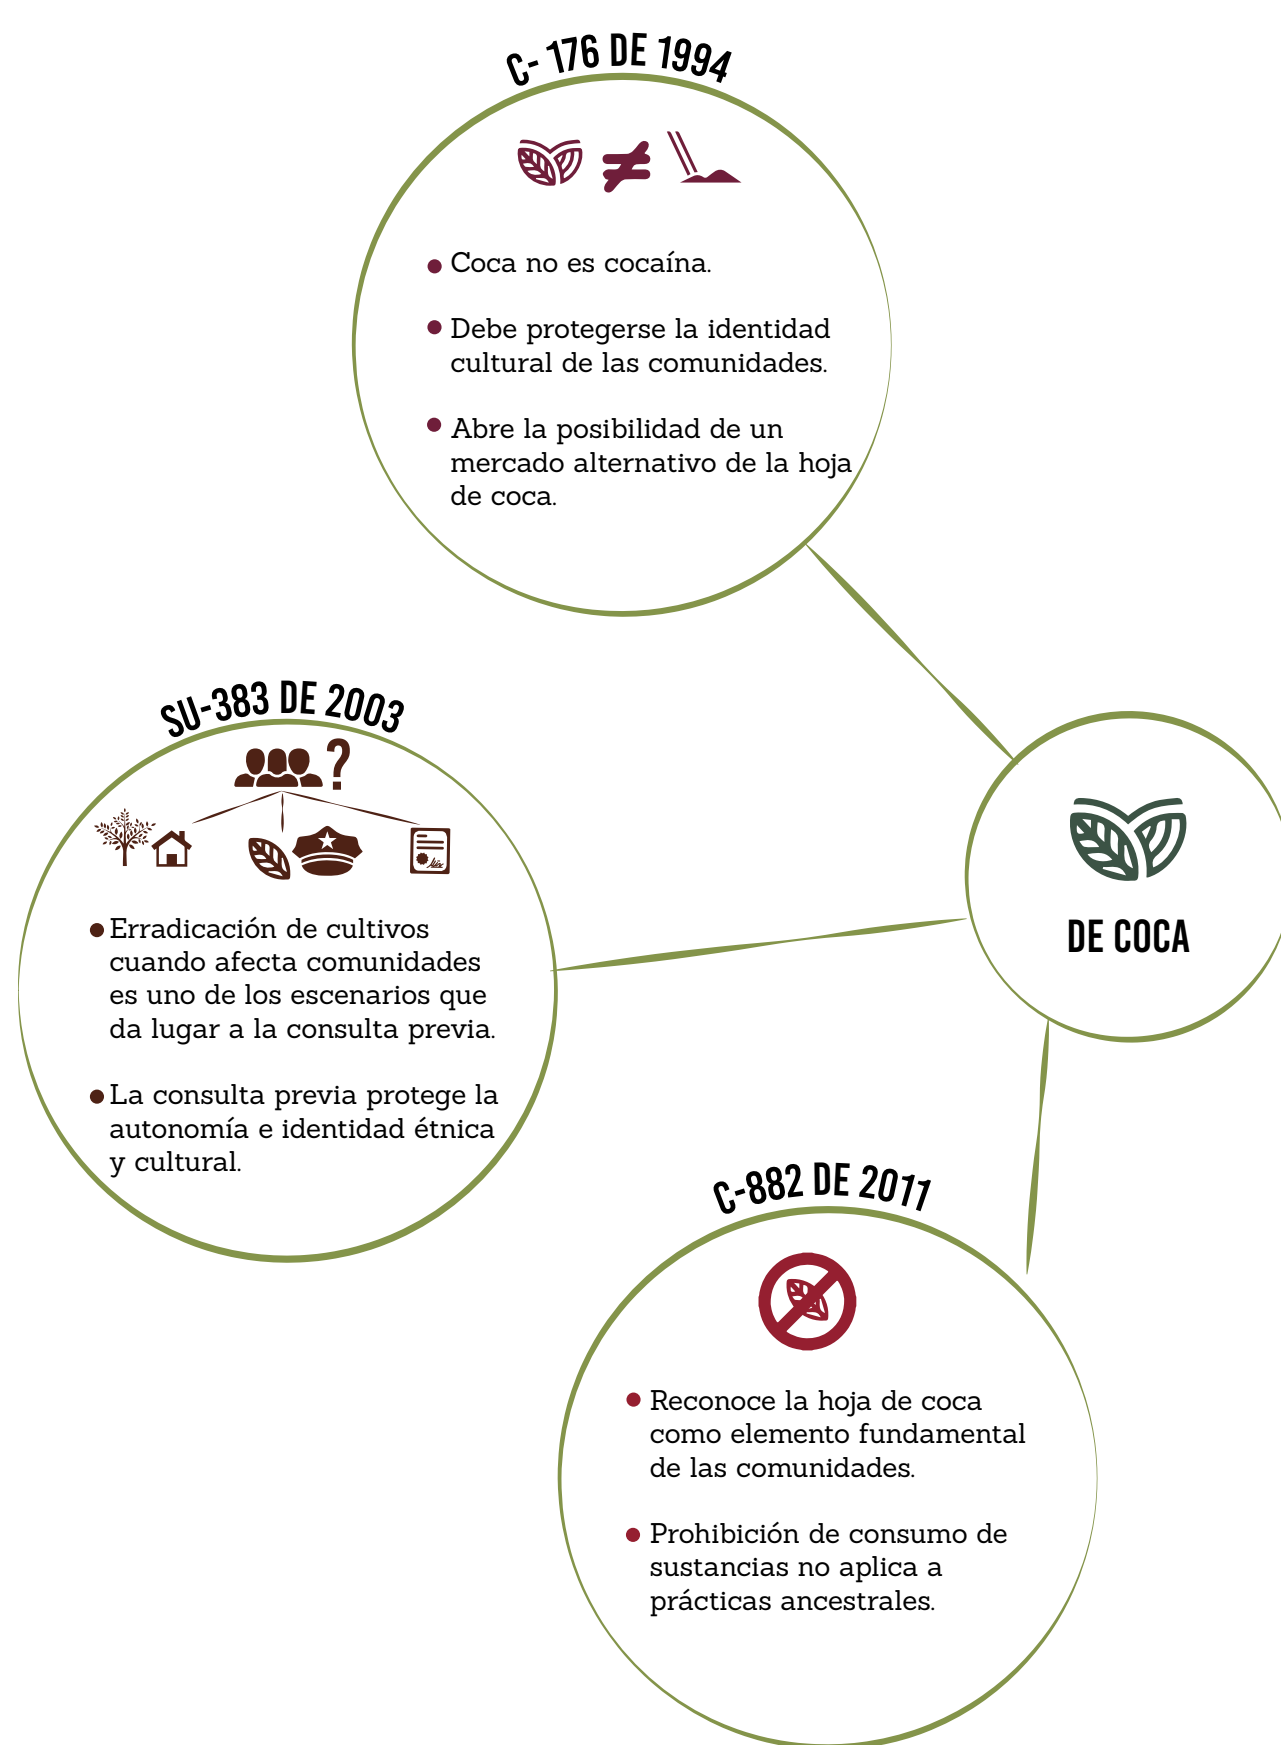 C- 176 DE 1994
Coca no es cocaína.
Debe protegerse la identidad
cultural de las comunidades.
Abre la posibilidad de un
mercado alternativo de la hoja
de coca.
SU-383 DE 2003
?
Erradicación de cultivos
cuando afecta comunidades
es uno de los escenarios que
da lugar a la consulta previa.
La consulta previa protege la
autonomía e identidad étnica
y cultural.
DE COCA
C-882 DE 2011
Reconoce la hoja de coca
como elemento fundamental
de las comunidades.
Prohibición de consumo de
sustancias no aplica a
prácticas ancestrales.